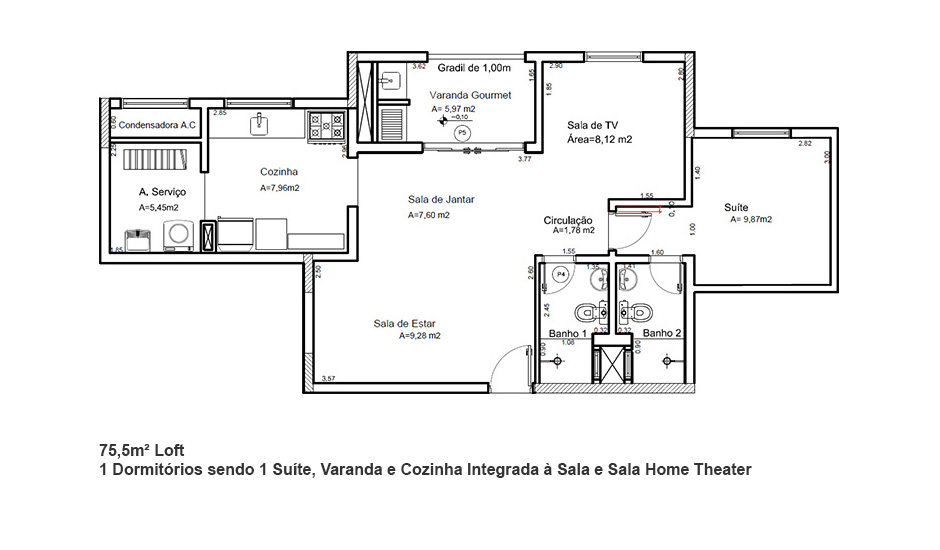 3.62
Gradil de 1,00m
1.65
2.90
2.80
1.85
Varanda Gourmet
A= 5,97 m2
-0,10
P5
3.77
Sala de TV
Área=8,12 m2
1.55
0.60
Condensadora A.C
2.85
2.25
2.95
Cozinha
A=7,96m2
A. Serviço
A=5,45m2
1.85
Sala de Jantar
A=7,60 m2
Circulação
A=1,78 m2
1.40
2.82
3.00
Suíte
A= 9,87m2
1.00
1.55
1.60
2.50
2.60
P4
1.35
1.41
2.45
Sala de Estar
A=9,28 m2
0.32
0.32
Banho 1
Banho 2
1.08
0.90
0.90
3.57
75,5m² Loft
1 Dormitórios sendo 1 Suíte, Varanda e Cozinha Integrada à Sala e Sala Home Theater